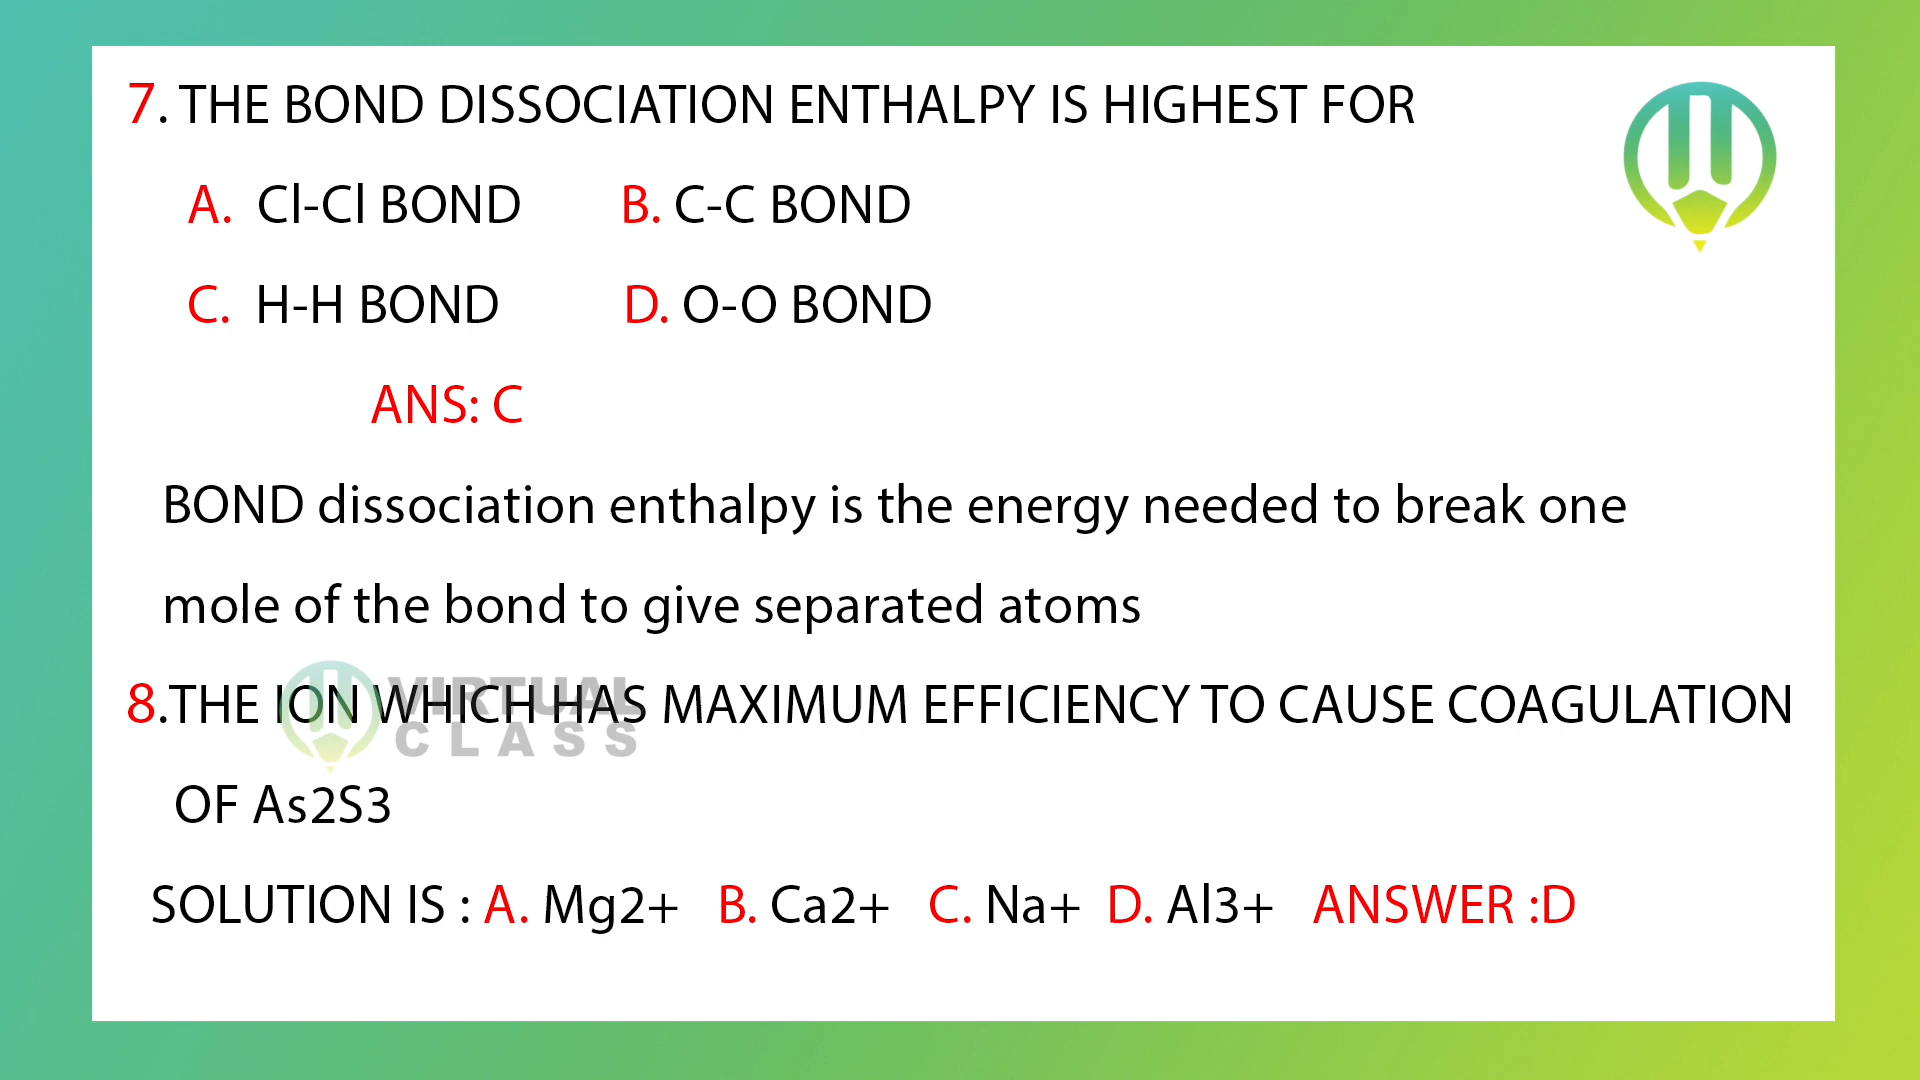 7. THE BOND DISSOCIATION ENTHALPY IS HIGHEST FOR
A. Cl-Cl BOND B. C-C BOND
C. H-H BOND D. O-O BOND
ANS: C
BOND dissociation enthalpy is the energy needed to break one
mole of the bond to give separated atoms
8.THE ION WHICH HAS MAXIMUM EFFICIENCY TO CAUSE COAGULATION
VIRTUAL
CLASS
OF As2S3
SOLUTION IS : A. Mg2+ B. Ca2+ C. Na+ D. Al3+ ANSWER :D